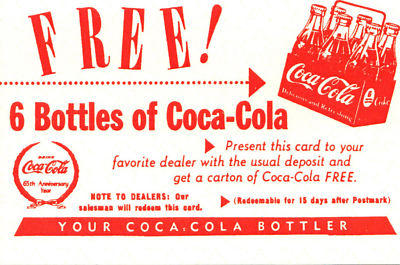 FREE!
Coca-Cola
Delicious and Refreshing
6
Coke
6 Bottles of Coca-Cola
Present this card to your
favorite dealer with the usual deposit and
get a carton of Coca-Cola FREE.
DRINK
Coca-Cola
65th Anniversary
Year
NOTE TO DEALERS: Our
salesman will redeem this card.
(Redeemable for 15 days after Postmark)
YOUR COCA-COLA BOTTLER